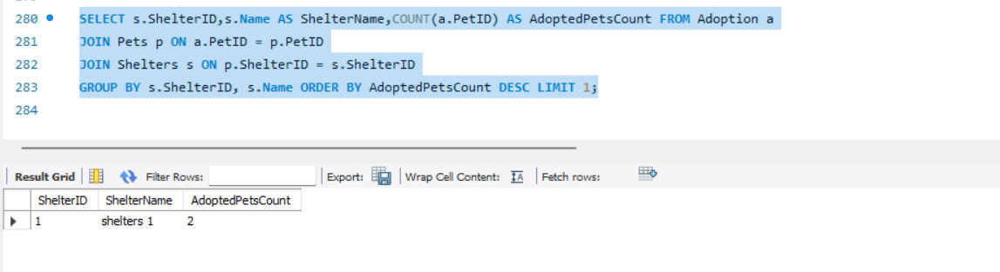 280 SELECT s.ShelterID,s.Name AS ShelterName,COUNT(a.PetID) AS AdoptedPetsCount FROM Adoption a
281 JOIN Pets p ON a.PetID = p.PetID
282 JOIN Shelters s ON p.ShelterID = s.ShelterID
283 GROUP BY s.ShelterID, s.Name ORDER BY AdoptedPetsCount DESC LIMIT 1;
284
Result Grid Filter Rows: Export: Wrap Cell Content: IA Fetch rows:
ShelterID ShelterName AdoptedPetsCount
1 shelters 1 2